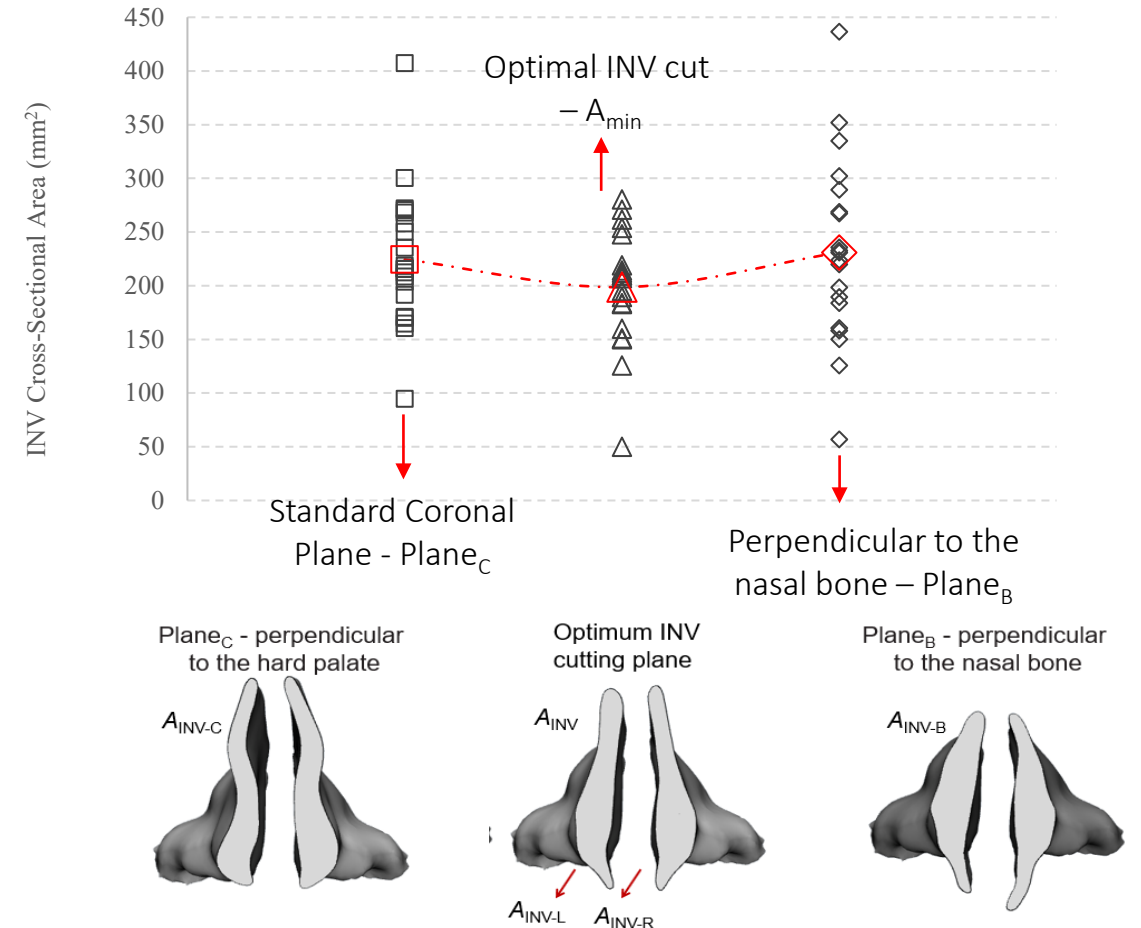 450
400
350
300
250
200
150
100
50
0
INV Cross-Sectional Area (mm²)
Optimal INV cut
– Amin
Standard Coronal
Plane - PlaneC
Perpendicular to the
nasal bone – PlaneB
PlaneC - perpendicular
to the hard palate
AINV-C
Optimum INV
cutting plane
AINV
AINV-L
AINV-R
PlaneB - perpendicular
to the nasal bone
AINV-B